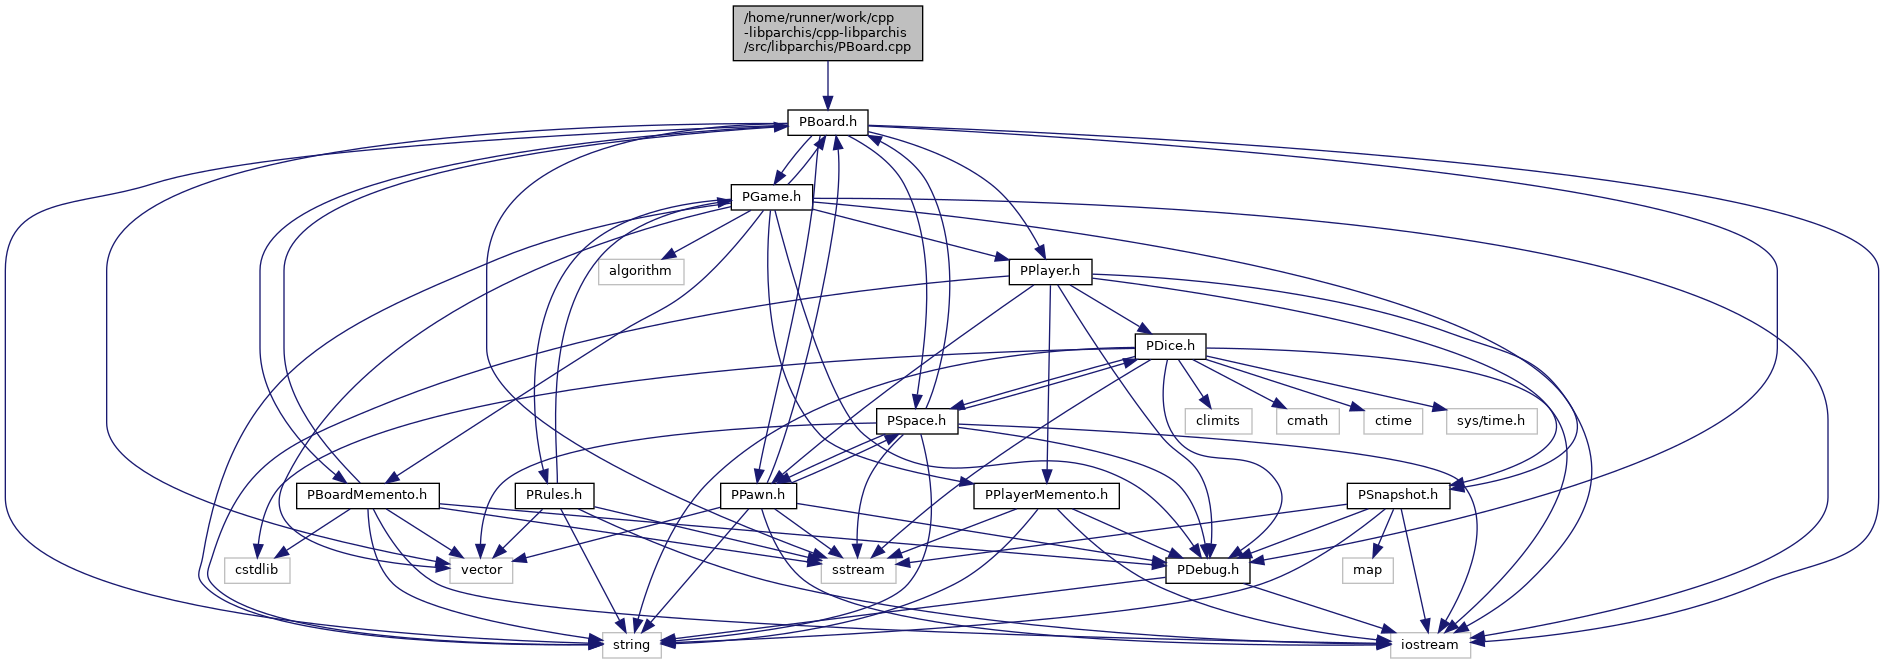 /home/runner/work/cpp
-libparchis/cpp-libparchis
/src/libparchis/PBoard.cpp
PBoard.h
PGame.h
algorithm
PPlayer.h
PDice.h
PSpace.h
climits
cmath
ctime
sys/time.h
PBoardMemento.h
PRules.h
PPawn.h
PPlayerMemento.h
PSnapshot.h
cstdlib
vector
sstream
PDebug.h
map
string
iostream